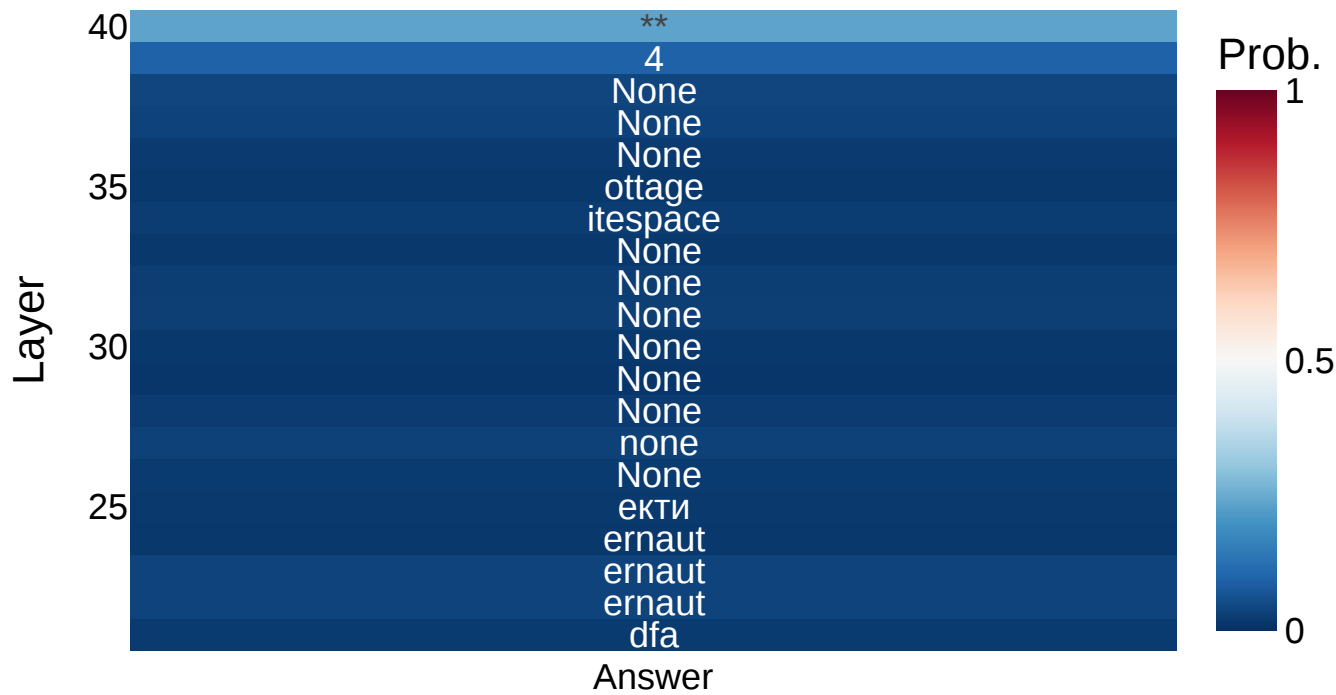 40
**
4
None
None
None
35
ottage
itespace
None
None
None
30
None
None
None
none
None
25
екти
ernaut
ernaut
ernaut
dfa
Answer
Layer
Prob.
1
0.5
0